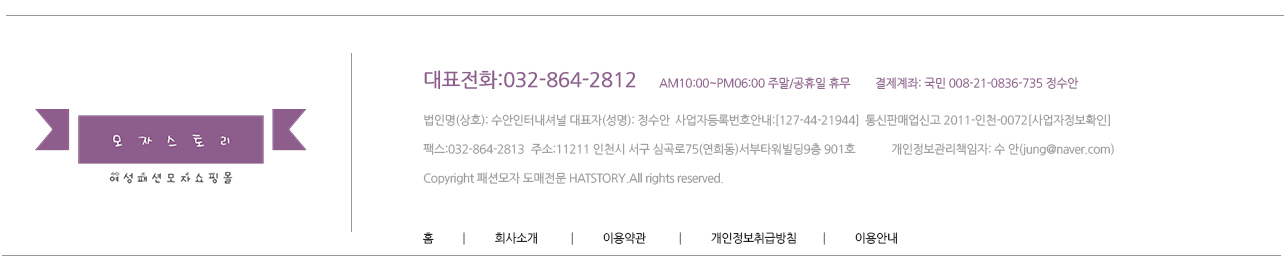 모자스토리
여성패션모자쇼핑몰
대표전화:032-864-2812 AM10:00~PM06:00 주말/공휴일 휴무 결제계좌: 국민 008-21-0836-735 정수안
법인명(상호): 수안인터내셔널 대표자(성명): 정수안 사업자등록번호안내:[127-44-21944] 통신판매업신고 2011-인천-0072[사업자정보확인]
팩스:032-864-2813 주소:11211 인천시 서구 심곡로75(연희동)서부타워빌딩9층 901호 개인정보관리책임자: 수 안(jung@naver.com)
Copyright 패션모자 도매전문 HATSTORY.All rights reserved.
홈 | 회사소개 | 이용약관 | 개인정보취급방침 | 이용안내